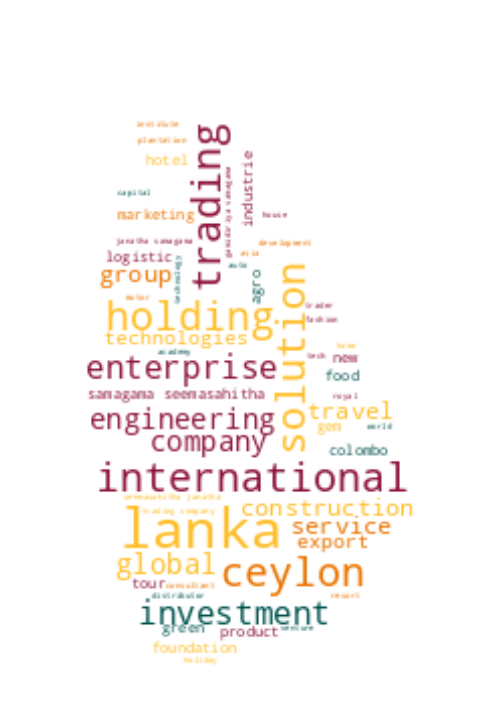 institute
plantation
hotel
trading
industrie
gamidiriya samagama
capital
marketing
house
janatha samagama
development
logistic
asia
technology
auto
group
agro
solution
motor
holding
trader
fashion
technologies
home
academy
enterprise
tech
new
food
samagama seemasahitha
royal
engineering
travel
gem
world
company
colombo
international
seemasahitha janatha
construction
trading company
lanka
service
export
global
ceylon
tour
consultant
distributor
resort
investment
green
product
venture
foundation
holiday